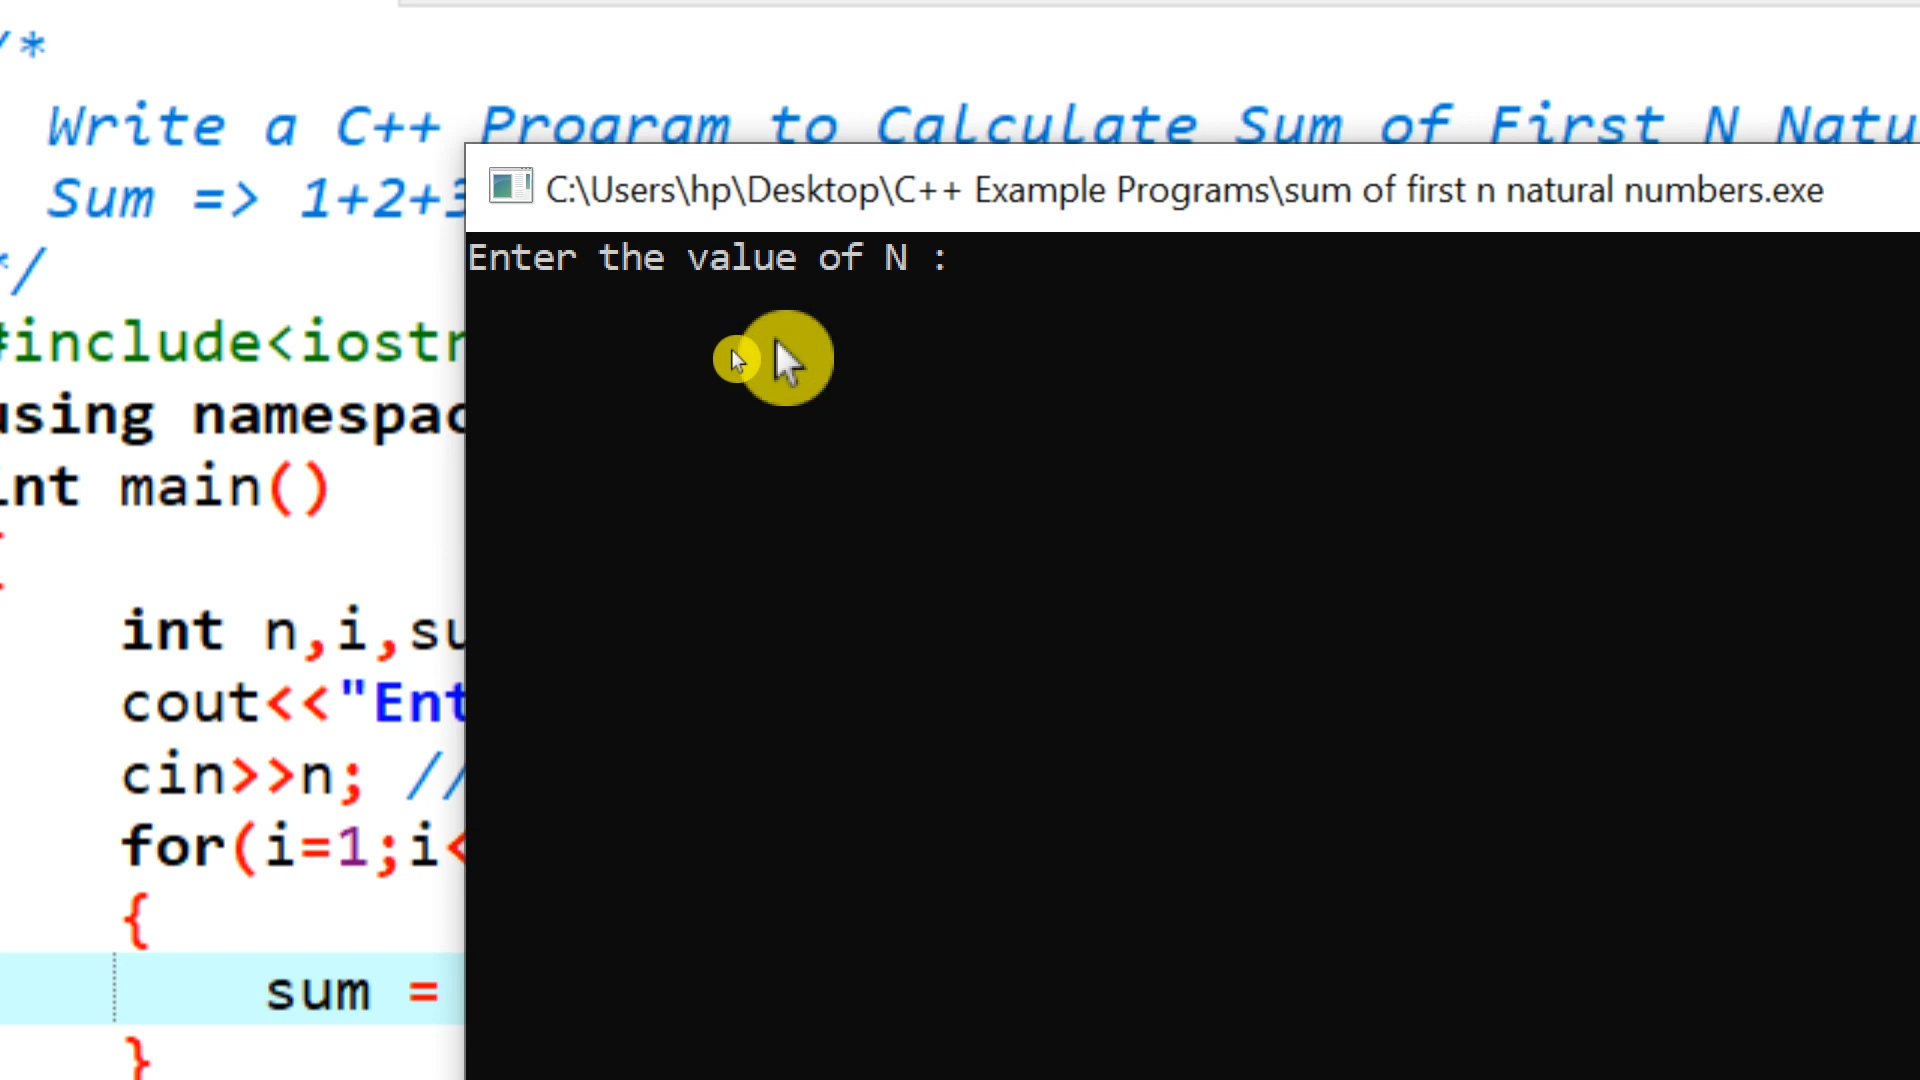 /*
Write a C++ Program to Calculate Sum of First N Natu
Sum => 1+2+3
*/
#include<iostr
using namespac
int main()
{
int n,i,su
cout<<"Ent
cin>>n; //
for(i=1;i<
{
sum =
}
C:\Users\hp\Desktop\C++ Example Programs\sum of first n natural numbers.exe
Enter the value of N :